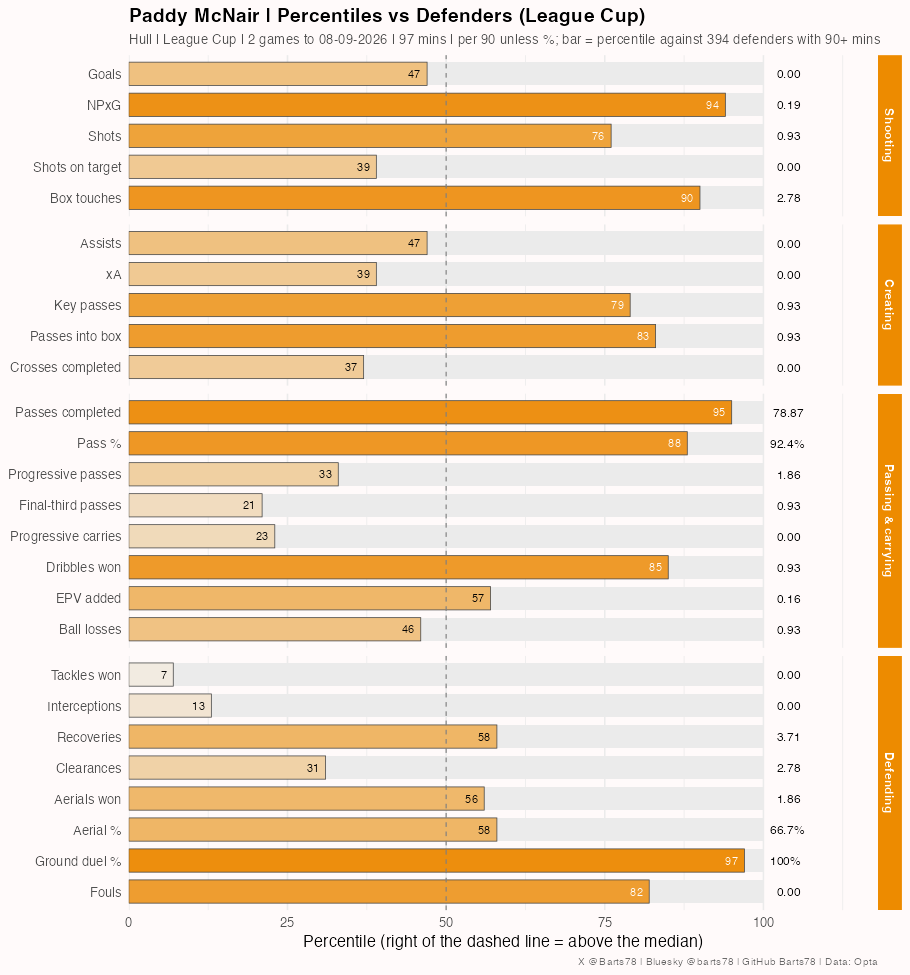 Paddy McNair | Percentiles vs Defenders (League Cup)
Hull | League Cup | 2 games to 08-09-2026 | 97 mins | per 90 unless %; bar = percentile against 394 defenders with 90+ mins
Goals 47 0.00
NPxG 94 0.19
Shots 76 0.93
Shots on target 39 0.00
Box touches 90 2.78
Shooting
Assists 47 0.00
xA 39 0.00
Key passes 79 0.93
Passes into box 83 0.93
Crosses completed 37 0.00
Creating
Passes completed 95 78.87
Pass % 88 92.4%
Progressive passes 33 1.86
Final-third passes 21 0.93
Progressive carries 23 0.00
Dribbles won 85 0.93
EPV added 57 0.16
Ball losses 46 0.93
Passing & carrying
Tackles won 7 0.00
Interceptions 13 0.00
Recoveries 58 3.71
Clearances 31 2.78
Aerials won 56 1.86
Aerial % 58 66.7%
Ground duel % 97 100%
Fouls 82 0.00
Defending
0 25 50 75 100
Percentile (right of the dashed line = above the median)
X @Barts78 | Bluesky @barts78 | GitHub Barts78 | Data: Opta